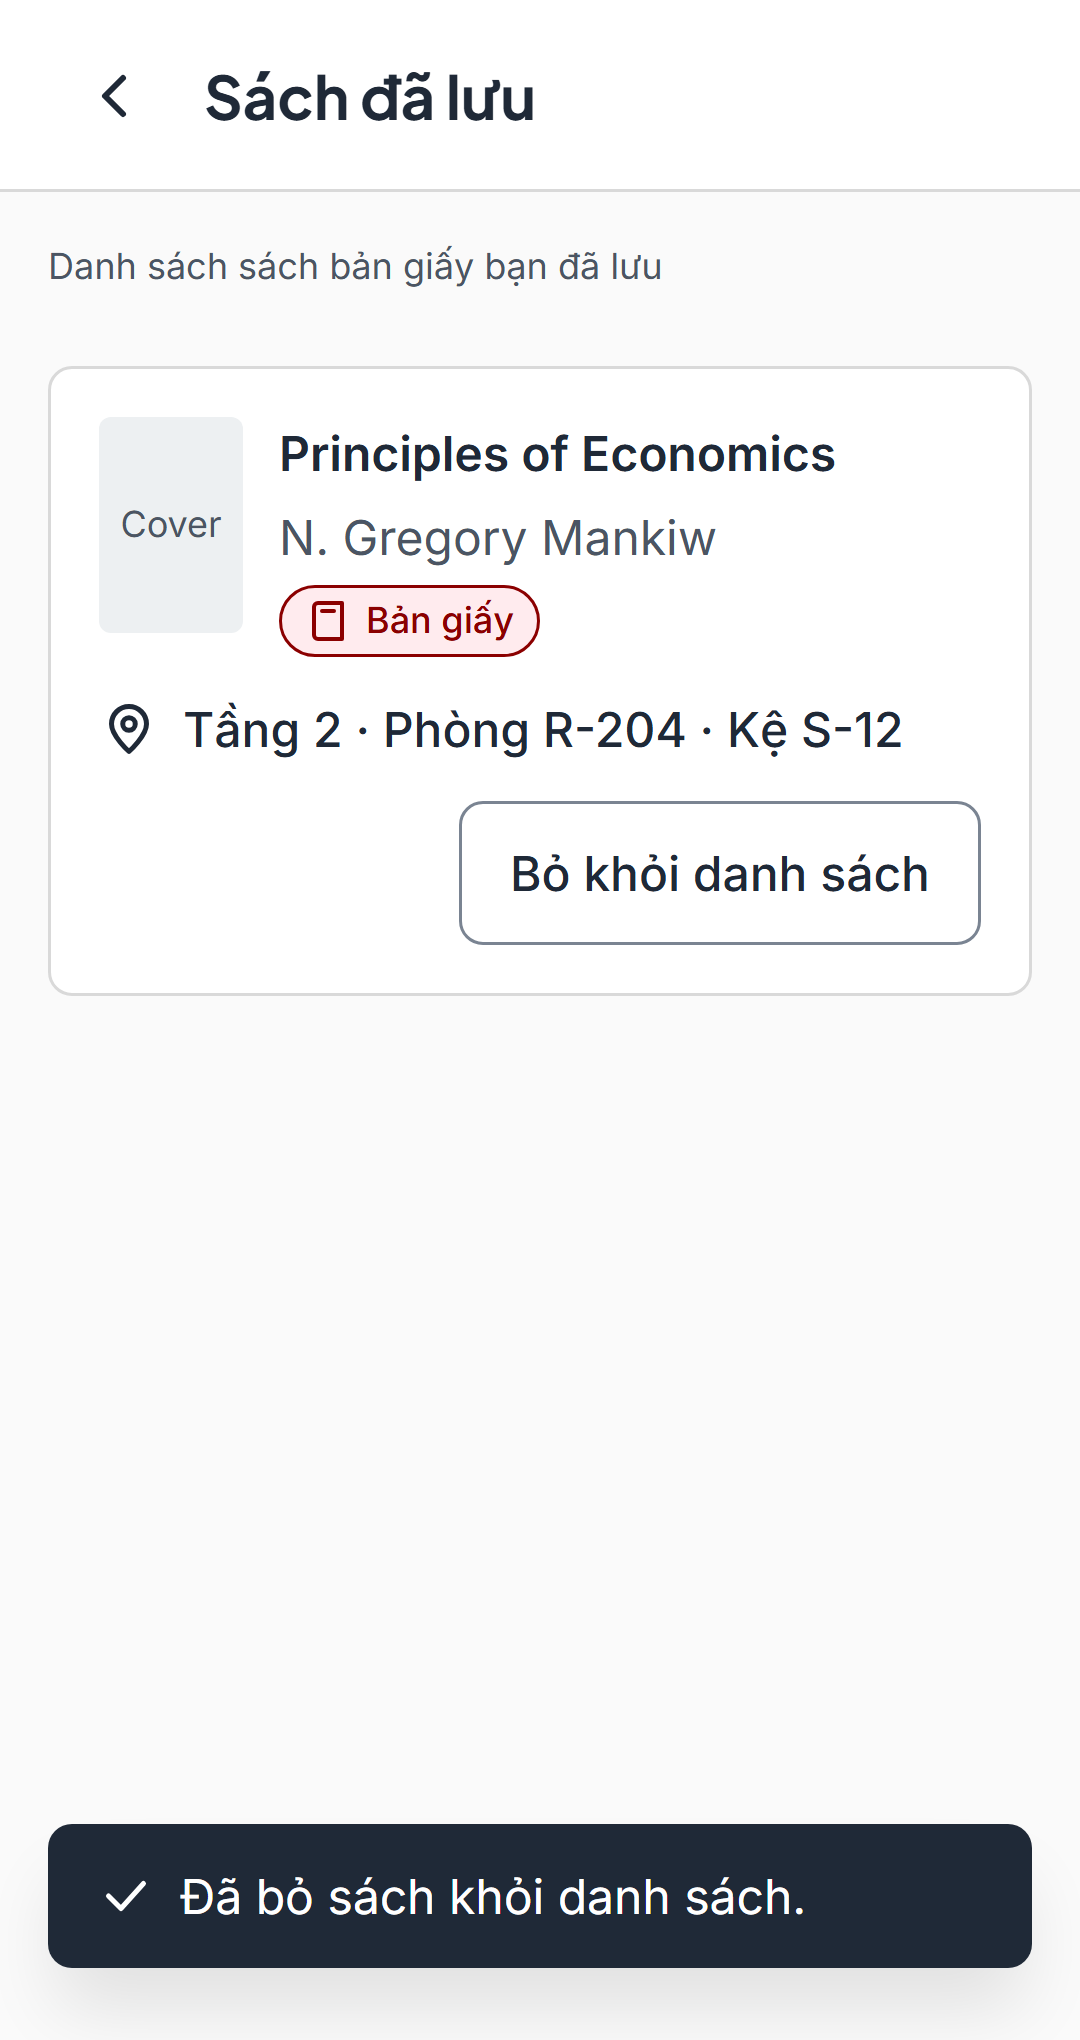 Sách đã lưu
Danh sách sách bản giấy bạn đã lưu
Cover
Principles of Economics
N. Gregory Mankiw
Bản giấy
Tầng 2 · Phòng R-204 · Kệ S-12
Bỏ khỏi danh sách
Đã bỏ sách khỏi danh sách.